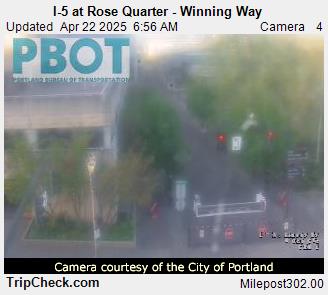 I-5 at Rose Quarter - Winning Way
Updated Apr 22 2025 6:56 AM Camera 4
PBOT
PORTLAND BUREAU OF TRANSPORTATION
Camera courtesy of the City of Portland
TripCheck.com Milepost302.00